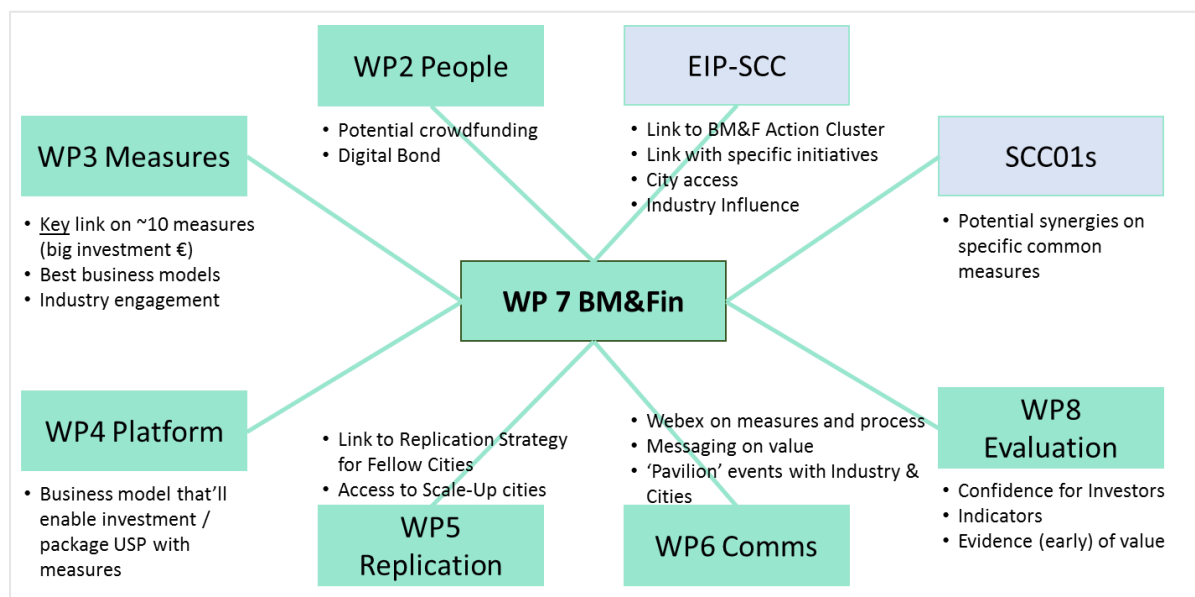 WP2 People
• Potential crowdfunding
• Digital Bond
EIP-SCC
• Link to BM&F Action Cluster
• Link with specific initiatives
• City access
• Industry Influence
WP3 Measures
• Key link on ~10 measures
(big investment €)
• Best business models
• Industry engagement
SCC01s
• Potential synergies on
specific common
measures
WP 7 BM&Fin
WP4 Platform
• Business model that'll
enable investment /
package USP with
measures
• Link to Replication Strategy
for Fellow Cities
• Access to Scale-Up cities
WP5
Replication
• Webex on measures and process
• Messaging on value
• ‘Pavilion’ events with Industry &
Cities
WP6 Comms
WP8
Evaluation
• Confidence for Investors
• Indicators
• Evidence (early) of value